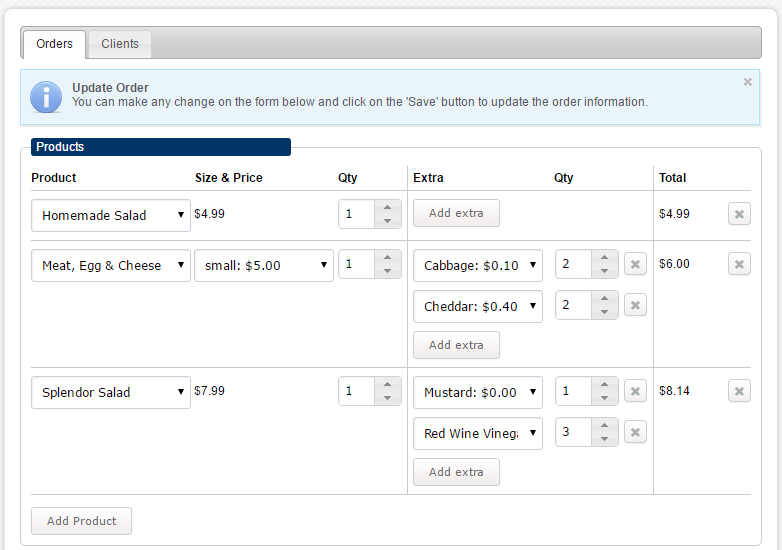 Orders Clients
Update Order
You can make any change on the form below and click on the 'Save' button to update the order information.
Products
Product Size & Price Qty Extra Qty Total
Homemade Salad $4.99 1 Add extra $4.99
Meat, Egg & Cheese small: $5.00 1 Cabbage: $0.10 2 $6.00
Cheddar: $0.40 2
Add extra
Splendor Salad $7.99 1 Mustard: $0.00 1 $8.14
Red Wine Vineg 3
Add extra
Add Product